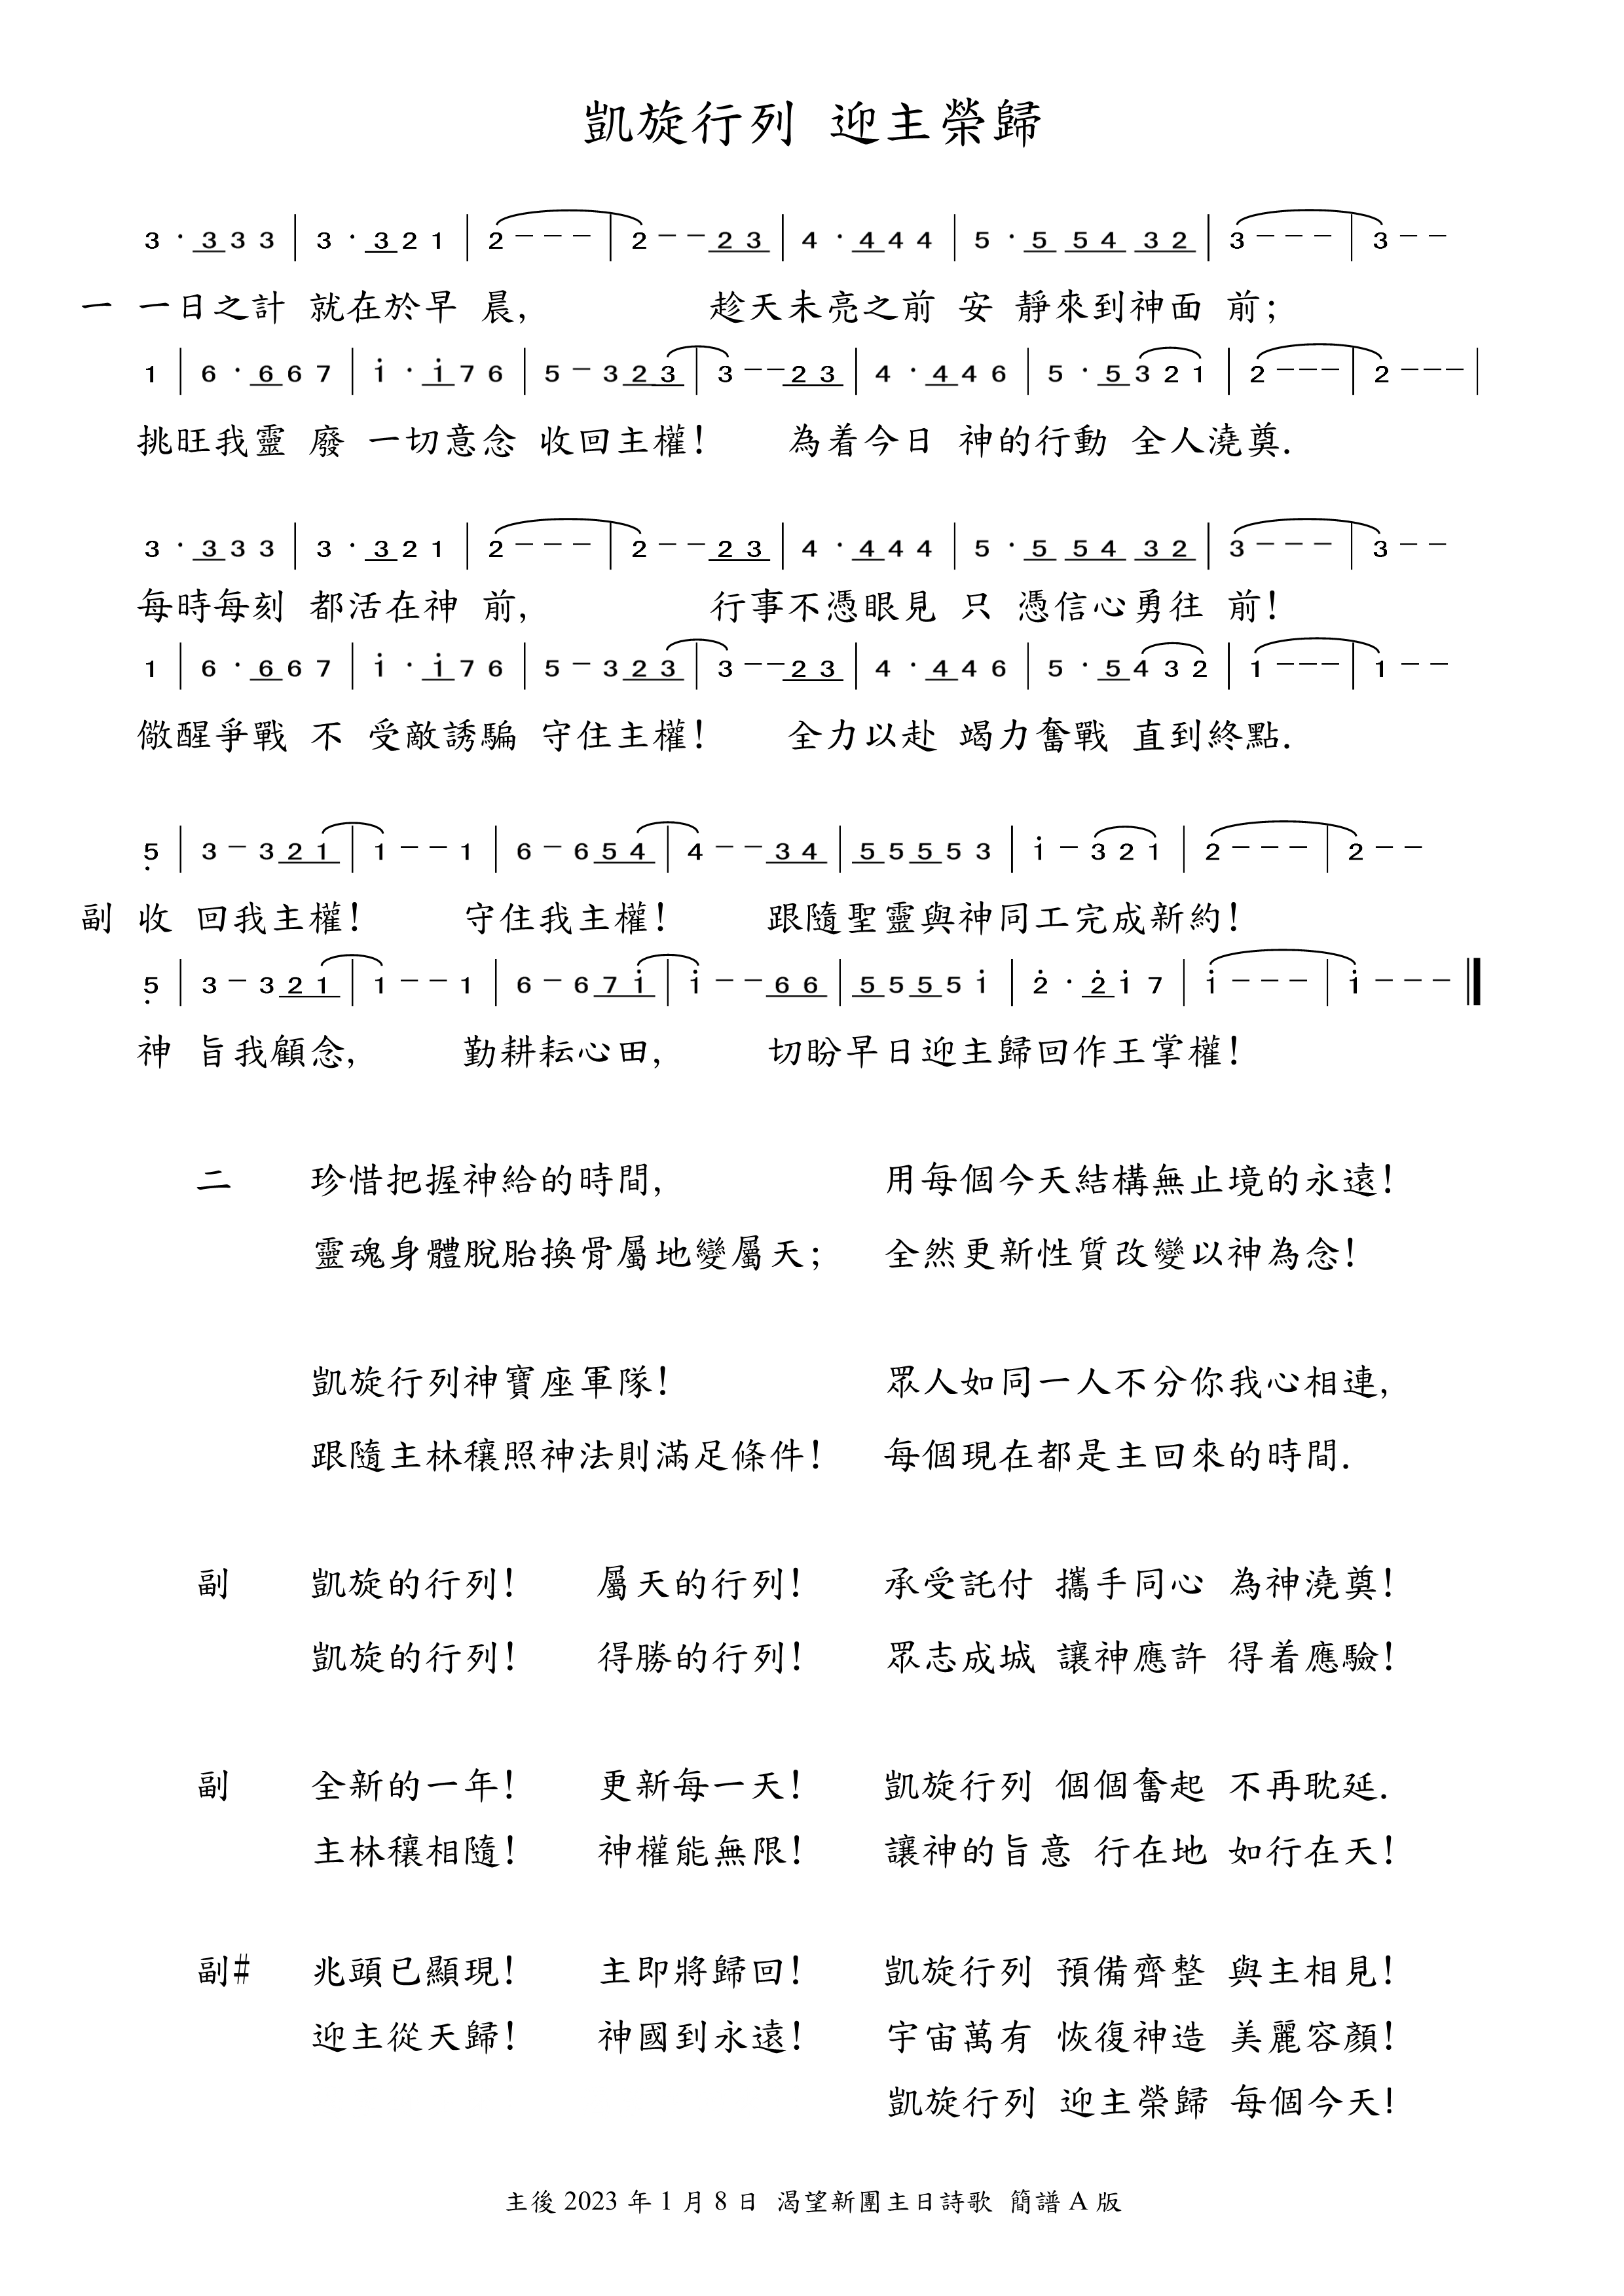 凱旋行列 迎主榮歸
3 · 3 3 3 | 3 · 3 2 1 | 2 – – – | 2 – – 2 3 | 4 · 4 4 4 | 5 · 5 5 4 3 2 | 3 – – – | 3 – –
一 一日之計 就在於早 晨, 趁天未亮之前 安 靜來到神面 前;
1 | 6 · 6 6 7 | i · i 7 6 | 5 – 3 2 3 | 3 – – 2 3 | 4 · 4 4 6 | 5 · 5 3 2 1 | 2 – – – | 2 – – – |
挑旺我靈 廢 一切意念 收回主權! 為着今日 神的行動 全人澆奠.
3 · 3 3 3 | 3 · 3 2 1 | 2 – – – | 2 – – 2 3 | 4 · 4 4 4 | 5 · 5 5 4 3 2 | 3 – – – | 3 – –
每時每刻 都活在神 前, 行事不憑眼見 只 憑信心勇往 前!
1 | 6 · 6 6 7 | i · i 7 6 | 5 – 3 2 3 | 3 – – 2 3 | 4 · 4 4 6 | 5 · 5 4 3 2 | 1 – – – | 1 – –
儆醒爭戰 不 受敵誘騙 守住主權! 全力以赴 竭力奮戰 直到終點.
5̣ | 3 – 3 2 1 | 1 – – 1 | 6 – 6 5 4 | 4 – – 3 4 | 5 5 5 5 3 | i – 3 2 1 | 2 – – – | 2 – –
副 收 回我主權! 守住我主權! 跟隨聖靈與神同工完成新約!
5̣ | 3 – 3 2 1 | 1 – – 1 | 6 – 6 7 i | i – – 6 6 | 5 5 5 5 i | 2̇ · 2̇ i 7 | i – – – | i – – – ‖
神 旨我顧念, 勤耕耘心田, 切盼早日迎主歸回作王掌權!
二 珍惜把握神給的時間, 用每個今天結構無止境的永遠!
靈魂身體脫胎換骨屬地變屬天; 全然更新性質改變以神為念!
凱旋行列神寶座軍隊! 眾人如同一人不分你我心相連,
跟隨主林穰照神法則滿足條件! 每個現在都是主回來的時間.
副 凱旋的行列! 屬天的行列! 承受託付 攜手同心 為神澆奠!
凱旋的行列! 得勝的行列! 眾志成城 讓神應許 得着應驗!
副 全新的一年! 更新每一天! 凱旋行列 個個奮起 不再耽延.
主林穰相隨! 神權能無限! 讓神的旨意 行在地 如行在天!
副# 兆頭已顯現! 主即將歸回! 凱旋行列 預備齊整 與主相見!
迎主從天歸! 神國到永遠! 宇宙萬有 恢復神造 美麗容顏!
凱旋行列 迎主榮歸 每個今天!
主後 2023 年 1 月 8 日 渴望新團主日詩歌 簡譜 A 版